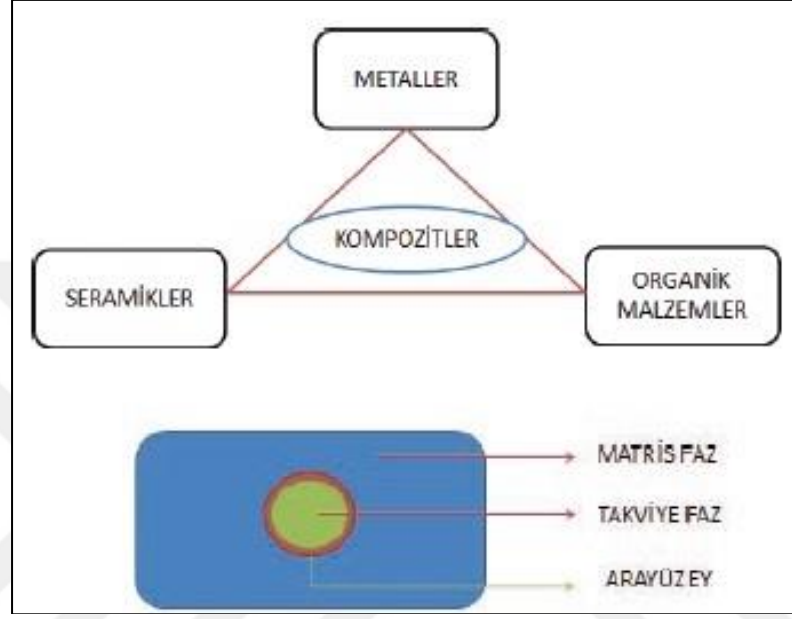 METALLER
KOMPOZİTLER
SERAMİKLER
ORGANİK
MALZEMLER
MATRİS FAZ
TAKVİYE FAZ
ARAYÜZEY